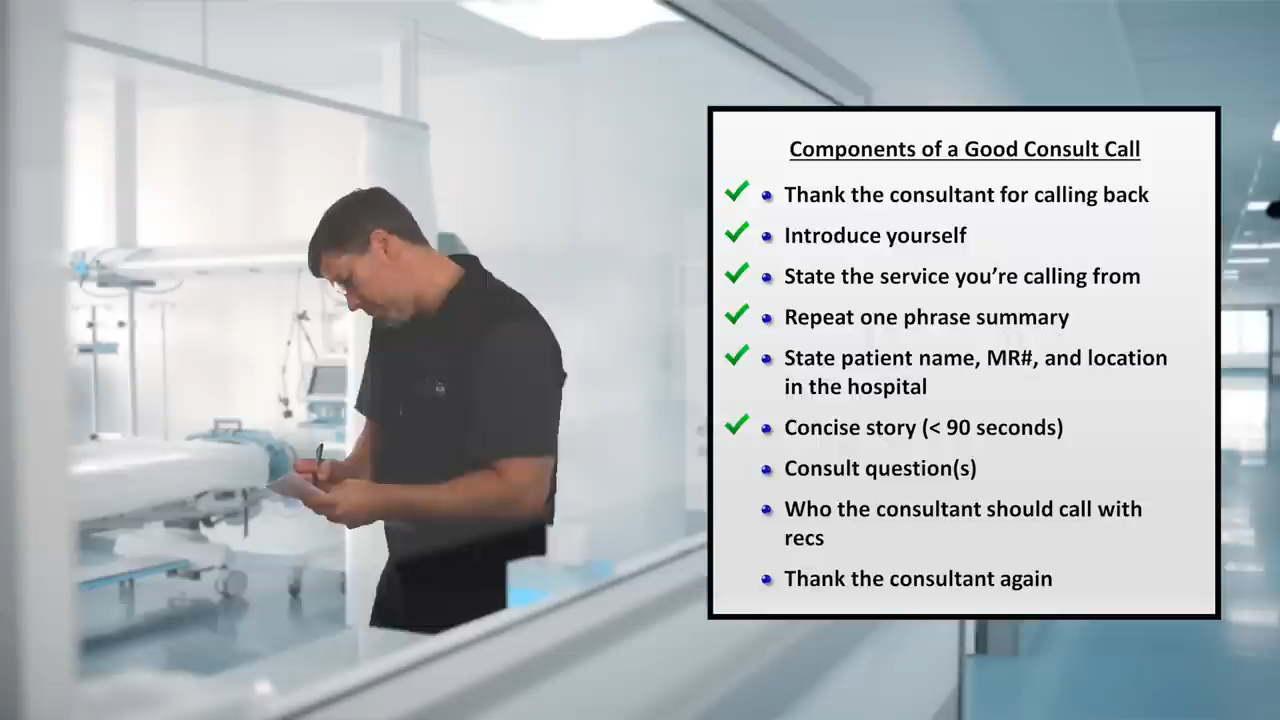 Components of a Good Consult Call
Thank the consultant for calling back
Introduce yourself
State the service you're calling from
Repeat one phrase summary
State patient name, MR#, and location
in the hospital
Concise story (< 90 seconds)
Consult question(s)
Who the consultant should call with
recs
Thank the consultant again